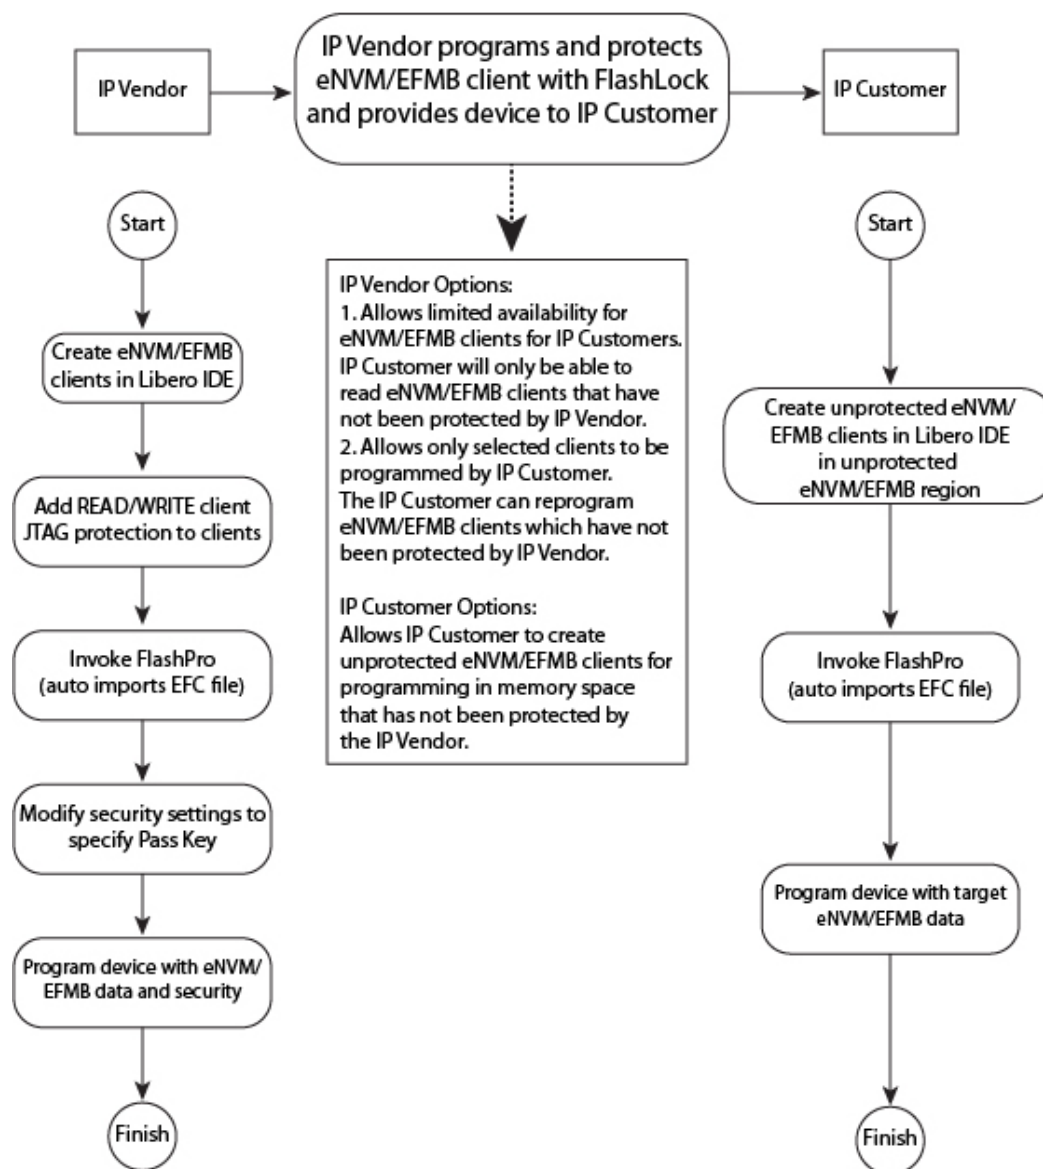 IP Vendor
IP Vendor programs and protects
eNVM/EFMB client with FlashLock
and provides device to IP Customer
IP Customer
Start
Create eNVM/EFMB
clients in Libero IDE
Add READ/WRITE client
JTAG protection to clients
Invoke FlashPro
(auto imports EFC file)
Modify security settings to
specify Pass Key
Program device with eNVM/
EFMB data and security
Finish
IP Vendor Options:
1. Allows limited availability for
eNVM/EFMB clients for IP Customers.
IP Customer will only be able to
read eNVM/EFMB clients that have
not been protected by IP Vendor.
2. Allows only selected clients to be
programmed by IP Customer.
The IP Customer can reprogram
eNVM/EFMB clients which have not
been protected by IP Vendor.
IP Customer Options:
Allows IP Customer to create
unprotected eNVM/EFMB clients for
programming in memory space
that has not been protected by
the IP Vendor.
Start
Create unprotected eNVM/
EFMB clients in Libero IDE
in unprotected
eNVM/EFMB region
Invoke FlashPro
(auto imports EFC file)
Program device with target
eNVM/EFMB data
Finish